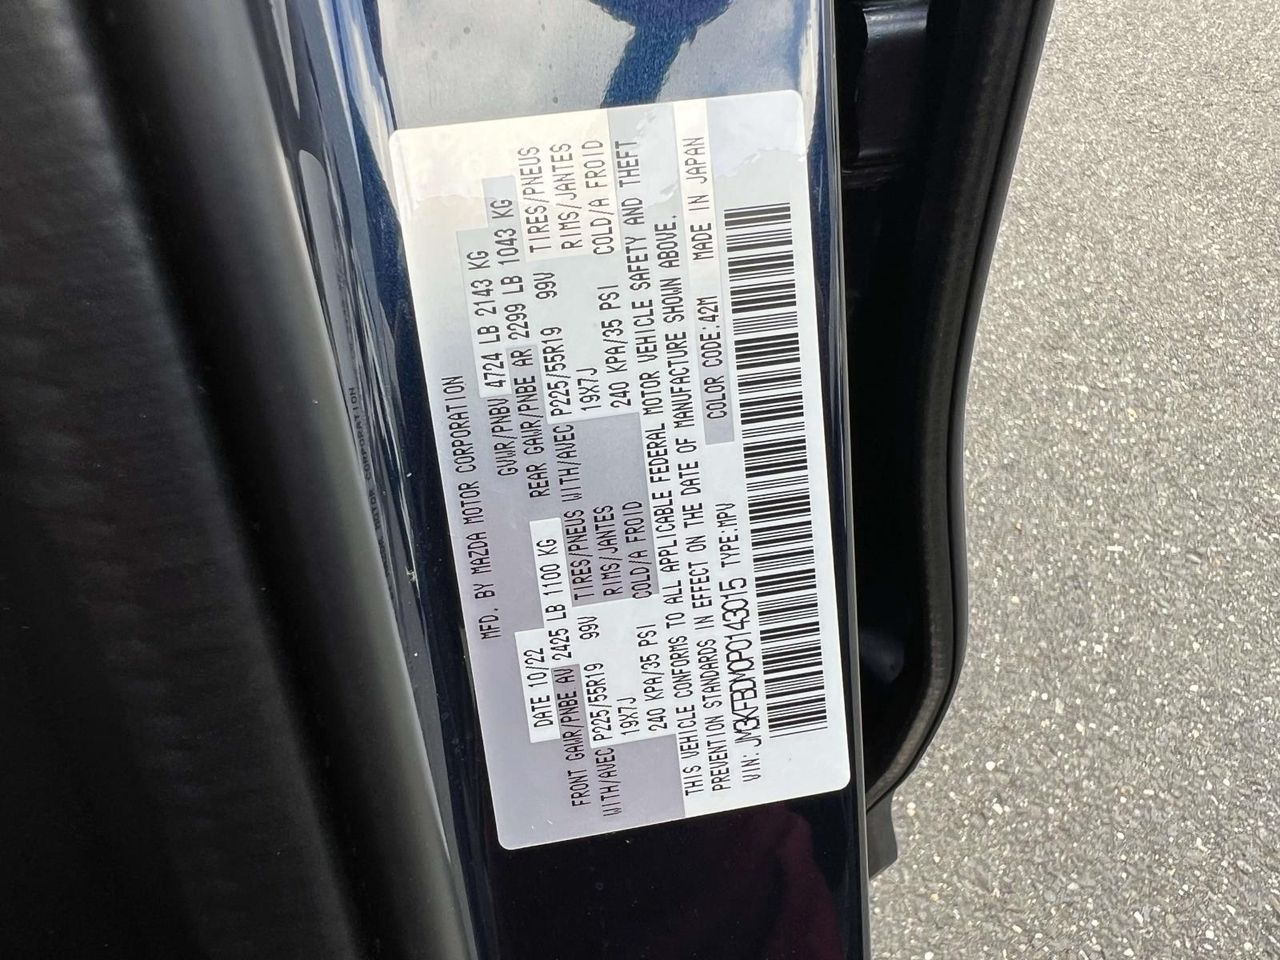 MFD. BY MAZDA MOTOR CORPORATION
DATE 10/22 GVWR/PNBV 4724 LB 2143 KG
FRONT GAWR/PNBE AV 2425 LB 1100 KG REAR GAWR/PNBE AR 2299 LB 1043 KG
WITH/AVEC P225/55R19 99V TIRES/PNEUS WITH/AVEC P225/55R19 99V TIRES/PNEUS
19X7J RIMS/JANTES 19X7J RIMS/JANTES
240 KPA/35 PSI COLD/A FROID 240 KPA/35 PSI COLD/A FROID
THIS VEHICLE CONFORMS TO ALL APPLICABLE FEDERAL MOTOR VEHICLE SAFETY AND THEFT
PREVENTION STANDARDS IN EFFECT ON THE DATE OF MANUFACTURE SHOWN ABOVE.
VIN: JM3KFBDM0P0143015 TYPE:MPV COLOR CODE:42M MADE IN JAPAN
MOTOR CORPORATION